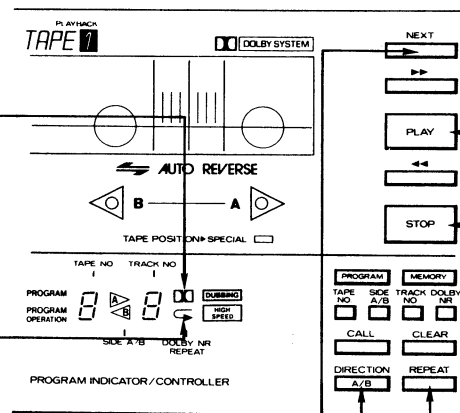 PLAYBACK
TAPE 1
DOLBY SYSTEM
NEXT
PLAY
AUTO REVERSE
B A
STOP
TAPE POSITION▶SPECIAL
TAPE NO TRACK NO
PROGRAM
PROGRAM OPERATION
8 A B 8
DUBBING
HIGH SPEED
SIDE A/B
DOLBY NR
REPEAT
PROGRAM INDICATOR/CONTROLLER
PROGRAM MEMORY
TAPE NO
SIDE A/B
TRACK NO
DOLBY NR
CALL CLEAR
DIRECTION REPEAT
A/B